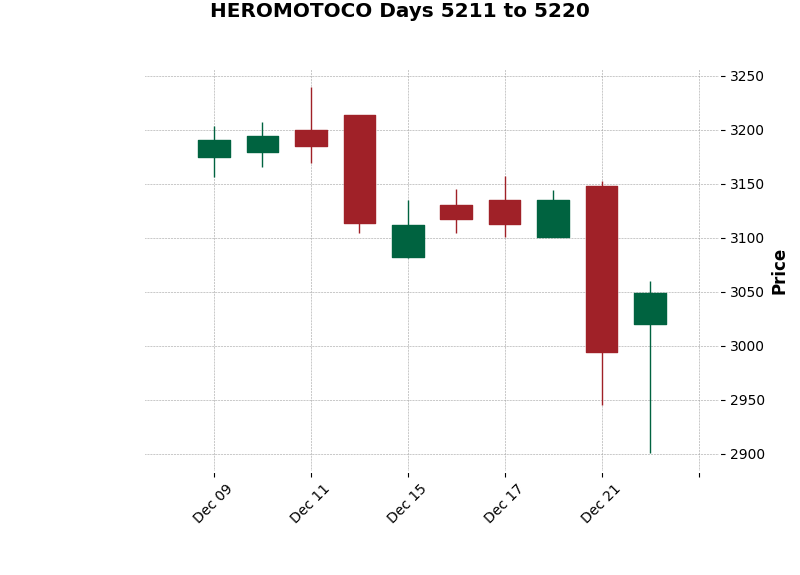 HEROMOTOCO Days 5211 to 5220
3250
3200
3150
3100
3050
3000
2950
2900
Price
Dec 09
Dec 11
Dec 15
Dec 17
Dec 21